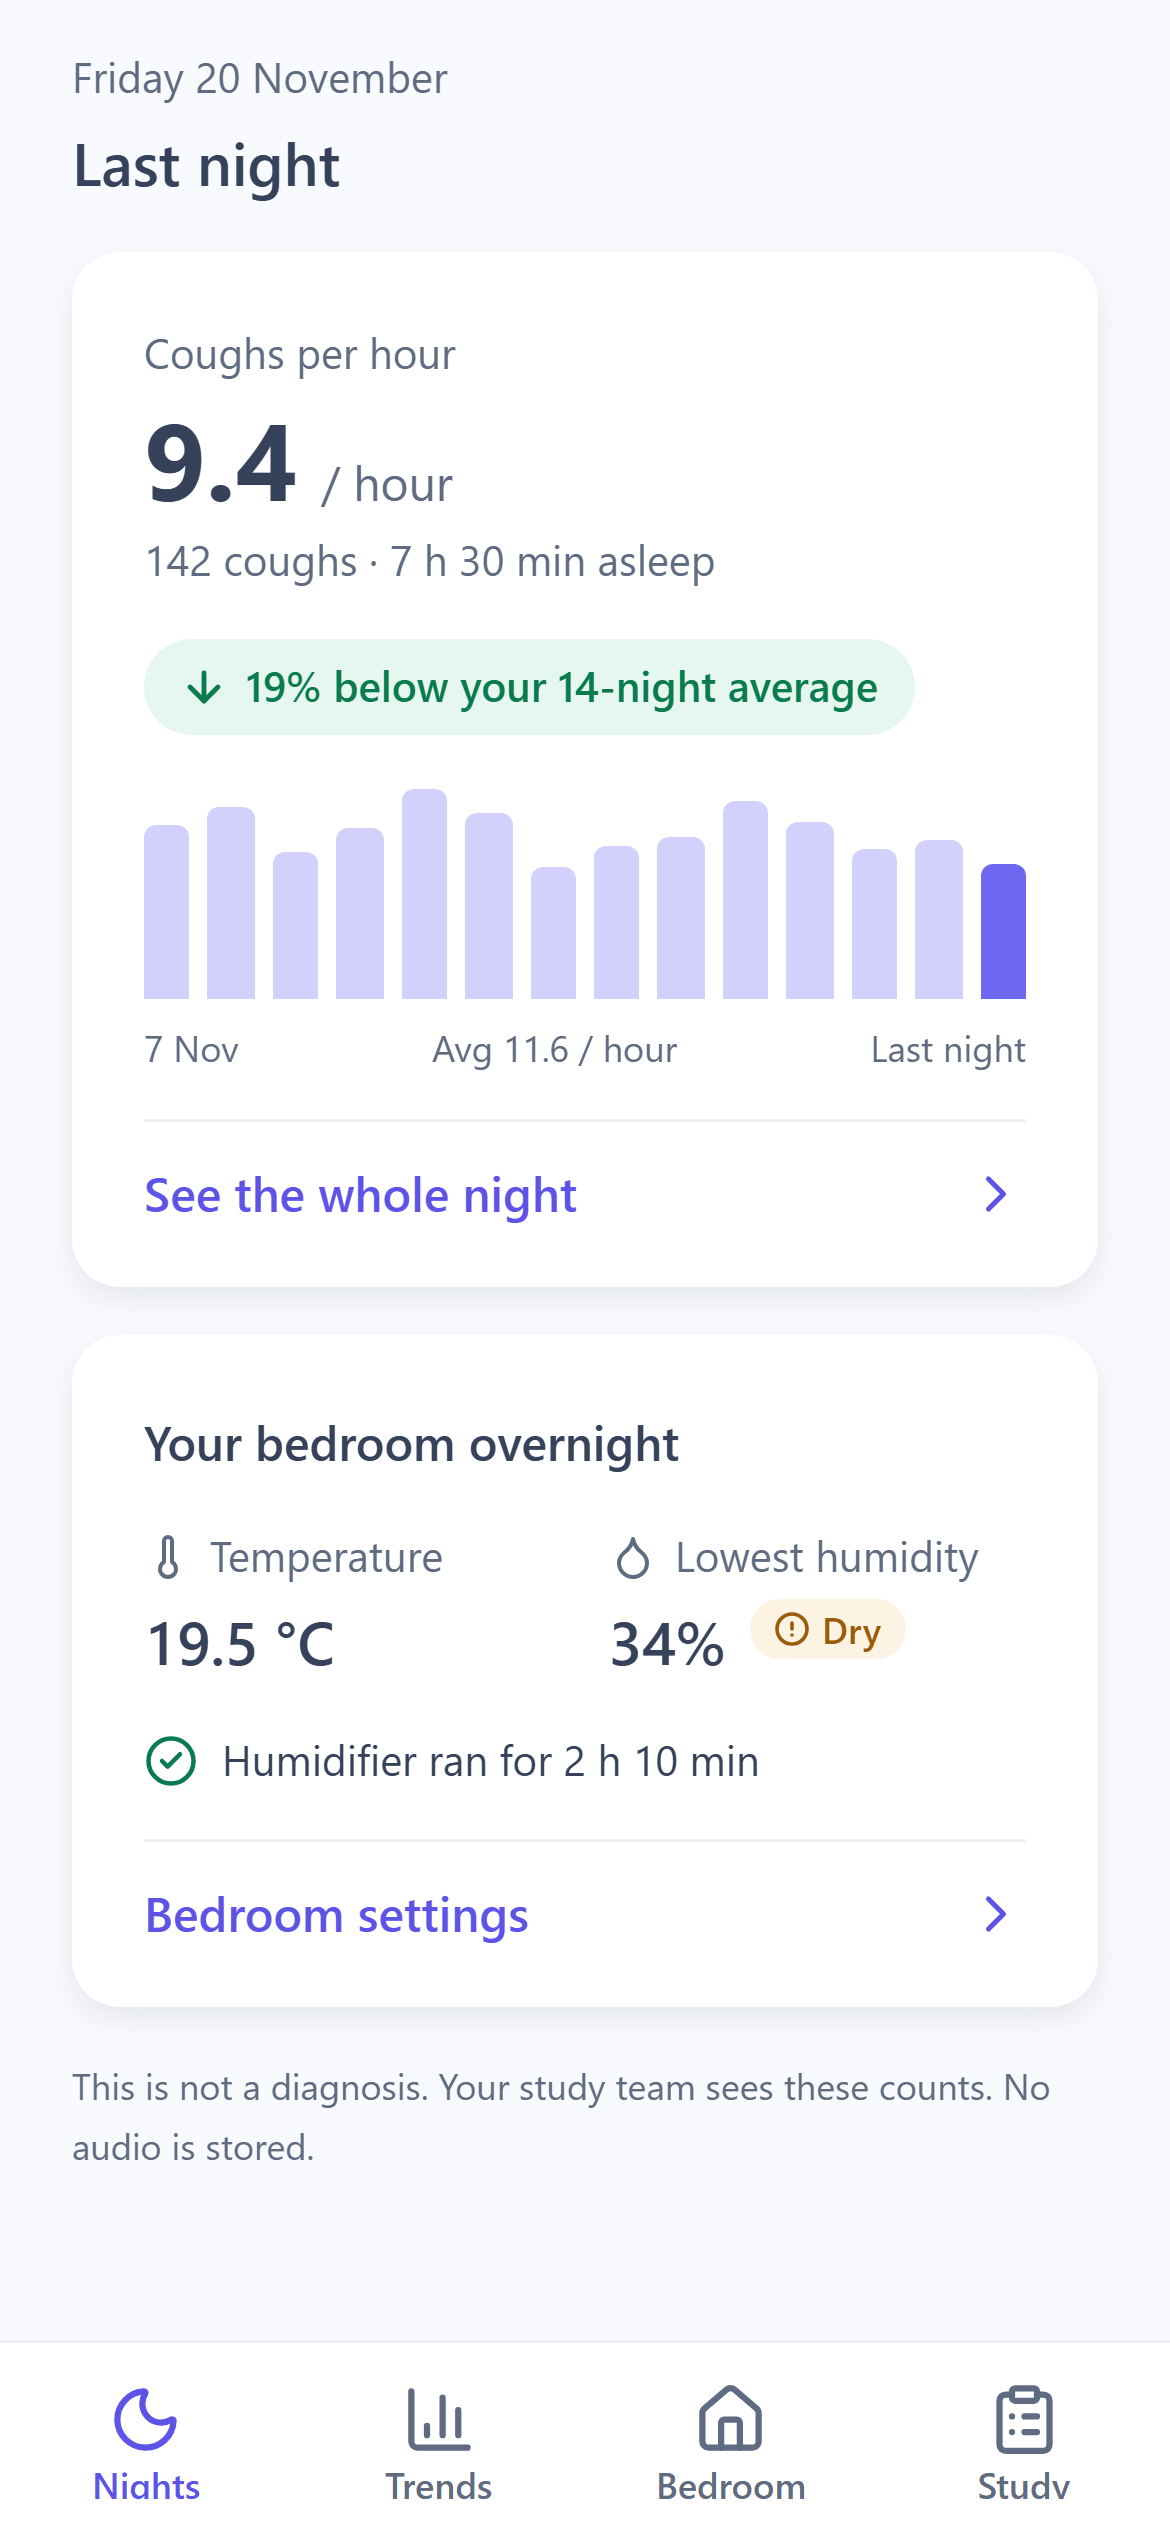 Friday 20 November
Last night
Coughs per hour
9.4 / hour
142 coughs · 7 h 30 min asleep
19% below your 14-night average
7 Nov
Avg 11.6 / hour
Last night
See the whole night
Your bedroom overnight
Temperature
Lowest humidity
19.5 °C
34%
Dry
Humidifier ran for 2 h 10 min
Bedroom settings
This is not a diagnosis. Your study team sees these counts. No
audio is stored.
Nights
Trends
Bedroom
Study